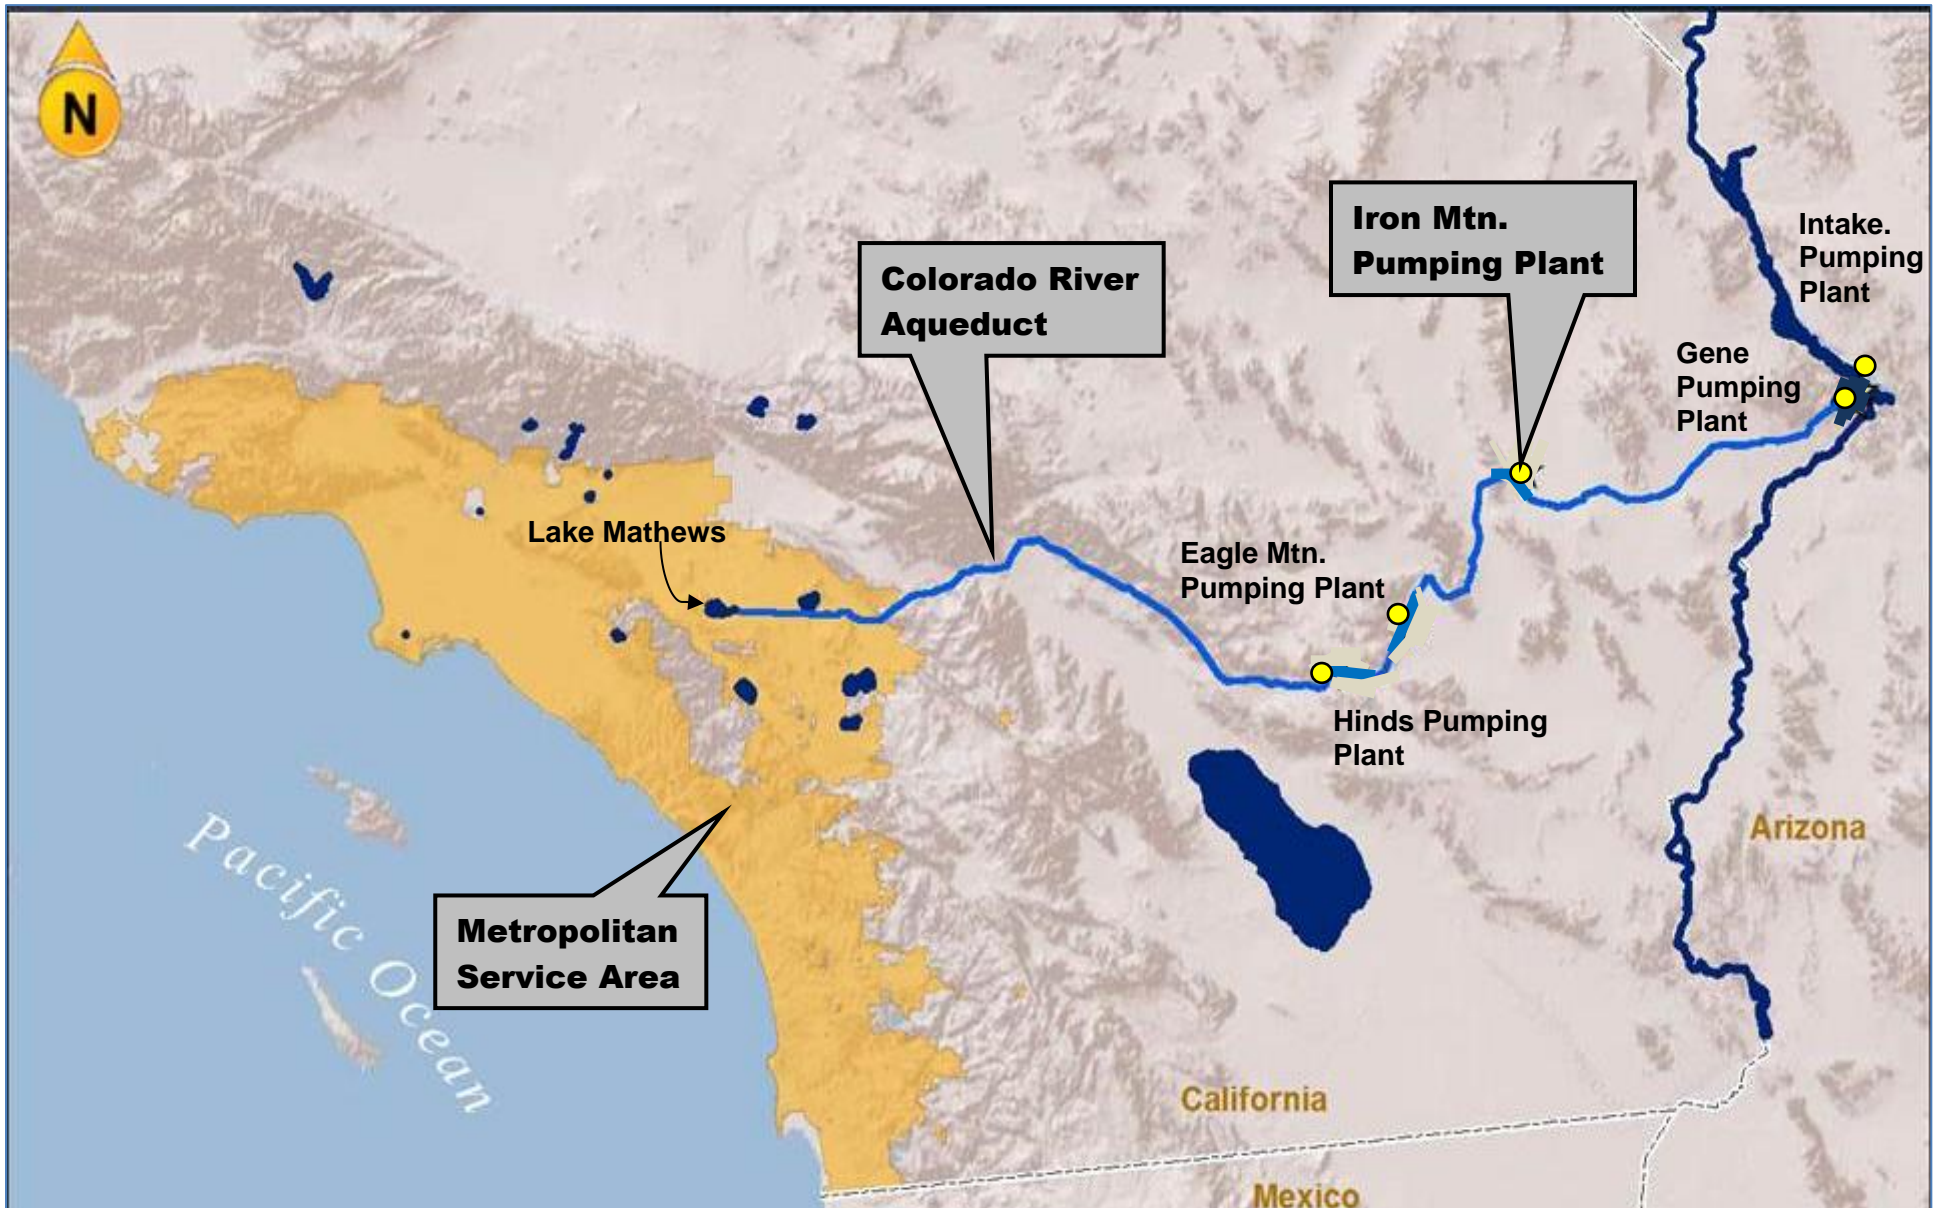 N
Iron Mtn.
Pumping Plant
Intake.
Pumping
Plant
Colorado River
Aqueduct
Gene
Pumping
Plant
Lake Mathews
Eagle Mtn.
Pumping Plant
Hinds Pumping
Plant
Arizona
Pacific Ocean
Metropolitan
Service Area
California
Mexico